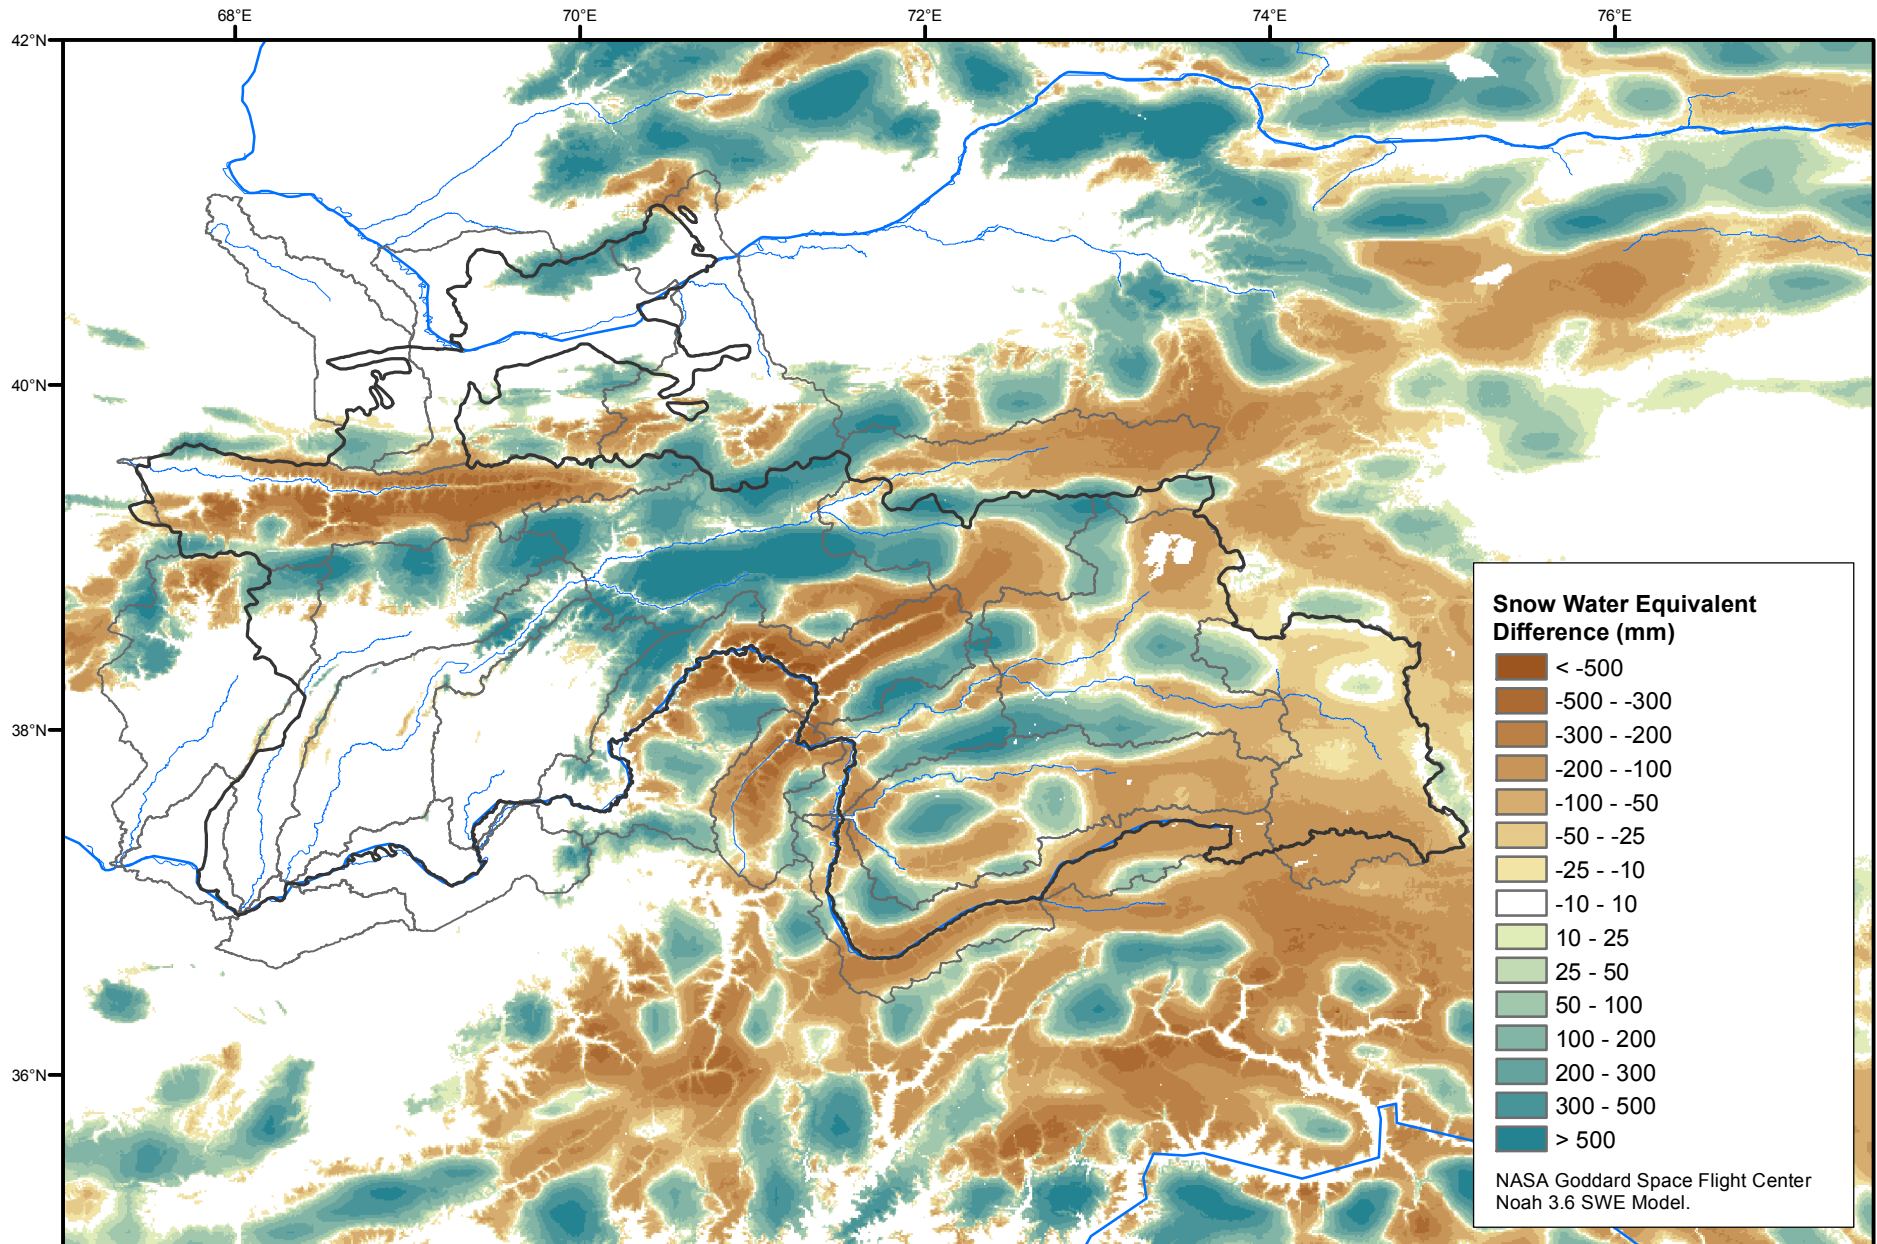 68°E
70°E
72°E
74°E
76°E
42°N
40°N
38°N
36°N
Snow Water Equivalent
Difference (mm)
< -500
-500 - -300
-300 - -200
-200 - -100
-100 - -50
-50 - -25
-25 - -10
-10 - 10
10 - 25
25 - 50
50 - 100
100 - 200
200 - 300
300 - 500
> 500
NASA Goddard Space Flight Center
Noah 3.6 SWE Model.